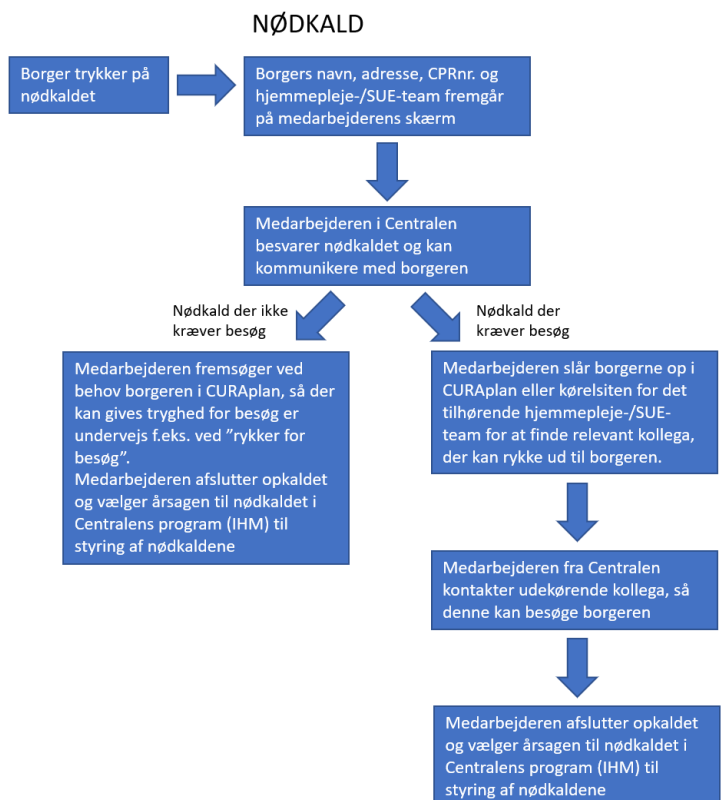 NØDKALD
Borger trykker på
nødkaldet
Borgers navn, adresse, CPRnr. og
hjemmepleje-/SUE-team fremgår
på medarbejderens skærm
Medarbejderen i Centralen
besvarer nødkaldet og kan
kommunikere med borgeren
Nødkald der ikke
kræver besøg
Nødkald der
kræver besøg
Medarbejderen fremsøger ved
behov borgeren i CURAplan, så der
kan gives tryghed for besøg er
undervejs f.eks. ved ”rykker for
besøg”.
Medarbejderen afslutter opkaldet
og vælger årsagen til nødkaldet i
Centralens program (IHM) til
styring af nødkaldene
Medarbejderen slår borgerne op i
CURAplan eller kørelsiten for det
tilhørende hjemmepleje-/SUE-
team for at finde relevant kollega,
der kan rykke ud til borgeren.
Medarbejderen fra Centralen
kontakter udekørende kollega, så
denne kan besøge borgeren
Medarbejderen afslutter opkaldet
og vælger årsagen til nødkaldet i
Centralens program (IHM) til
styring af nødkaldene